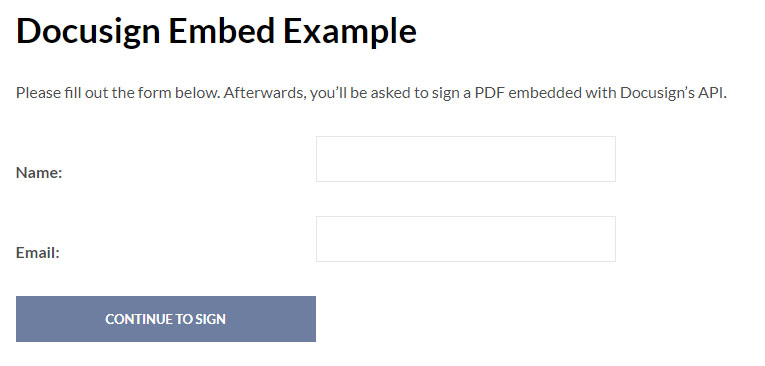 Docusign Embed Example
Please fill out the form below. Afterwards, you’ll be asked to sign a PDF embedded with Docusign’s API.
Name:
Email:
CONTINUE TO SIGN